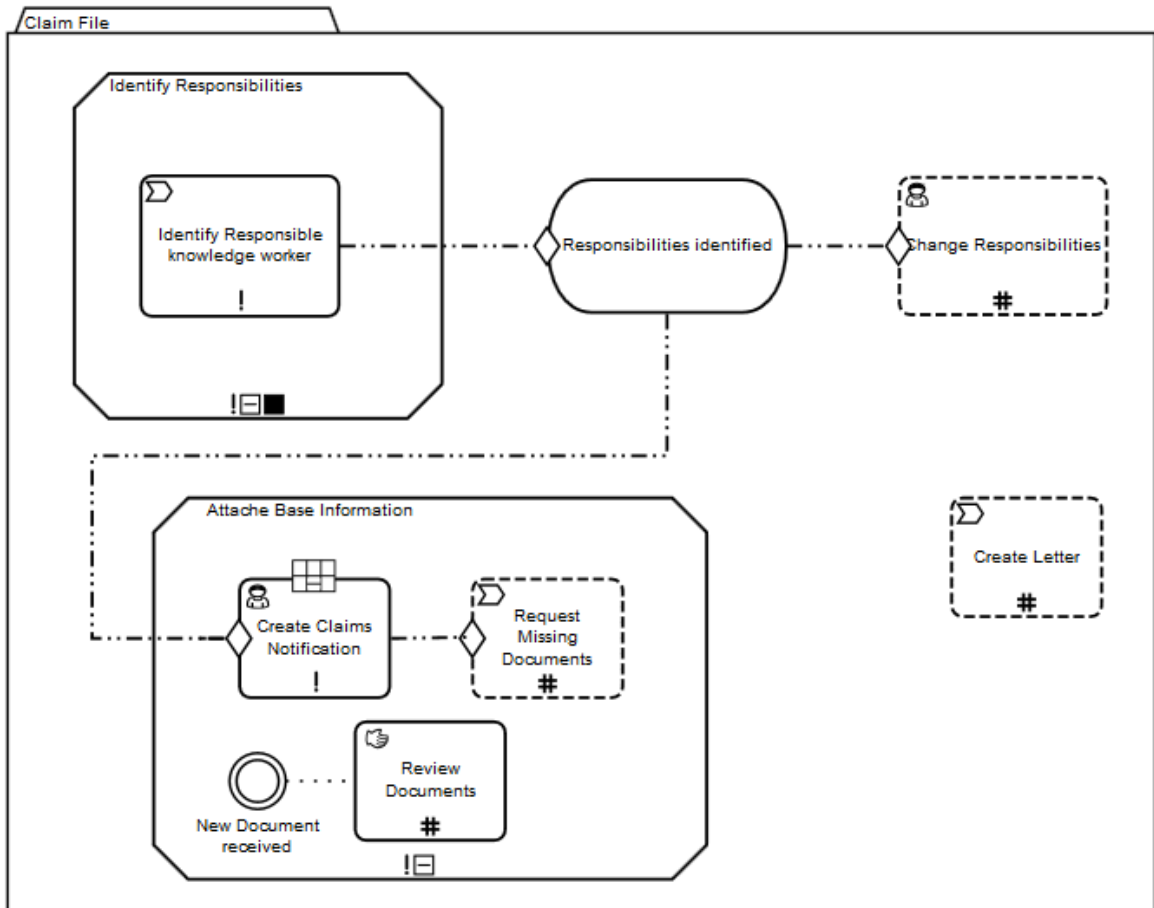 Claim File
Identify Responsibilities
Identify Responsible
knowledge worker
!
Responsibilities identified
Change Responsibilities
#
!
Attache Base Information
Create Claims
Notification
!
Request
Missing
Documents
#
Create Letter
#
New Document
received
Review
Documents
#
!